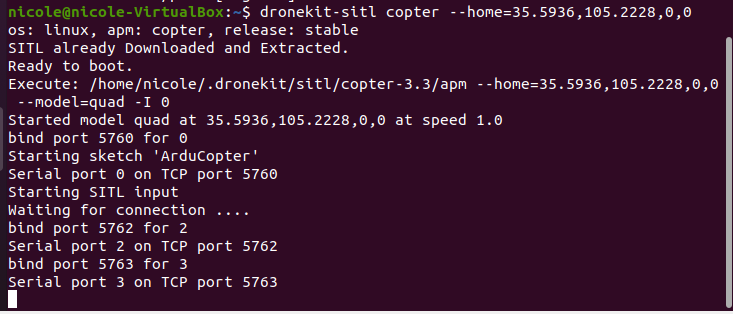 nicole@nicole-VirtualBox:~$ dronekit-sitl copter --home=35.5936,105.2228,0,0
os: linux, apm: copter, release: stable
SITL already Downloaded and Extracted.
Ready to boot.
Execute: /home/nicole/.dronekit/sitl/copter-3.3/apm --home=35.5936,105.2228,0,0
 --model=quad -I 0
Started model quad at 35.5936,105.2228,0,0 at speed 1.0
bind port 5760 for 0
Starting sketch 'ArduCopter'
Serial port 0 on TCP port 5760
Starting SITL input
Waiting for connection ....
bind port 5762 for 2
Serial port 2 on TCP port 5762
bind port 5763 for 3
Serial port 3 on TCP port 5763